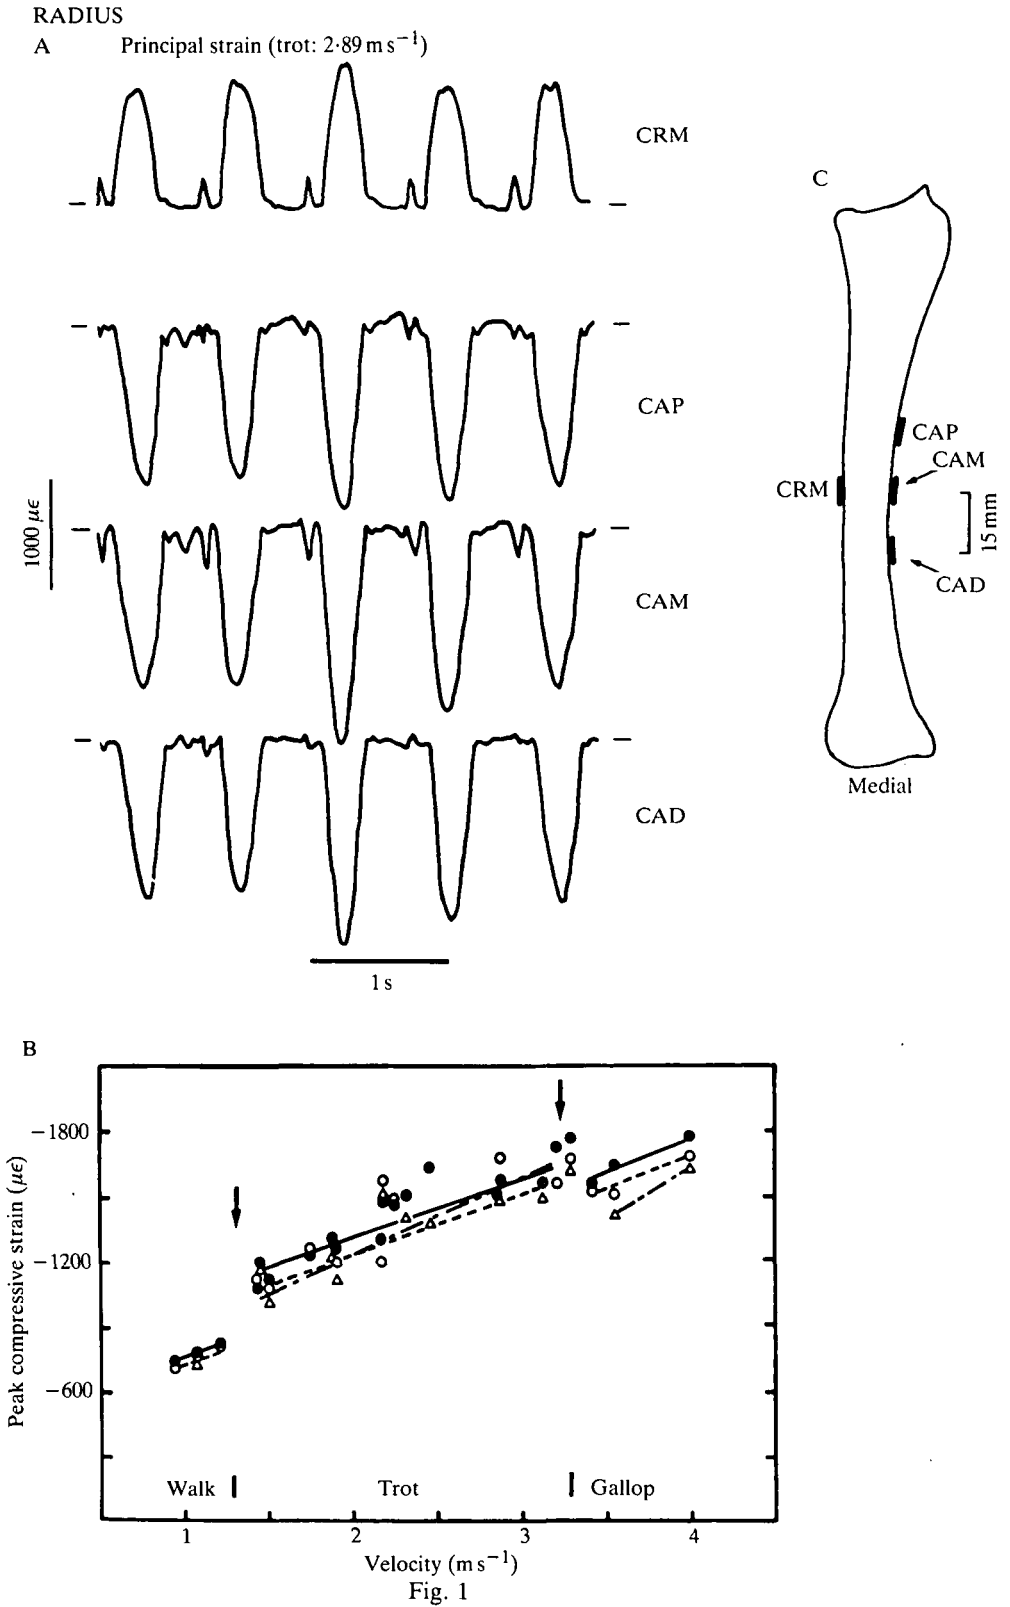 RADIUS
A
Principal strain (trot: 2·89 m s⁻¹)
CRM
CAP
CAM
CAD
1000 με
1 s
C
CAP
CAM
CRM
15 mm
CAD
Medial
B
Peak compressive strain (με)
−1800
−1200
−600
Walk
Trot
Gallop
1
2
3
4
Velocity (m s⁻¹)
Fig. 1